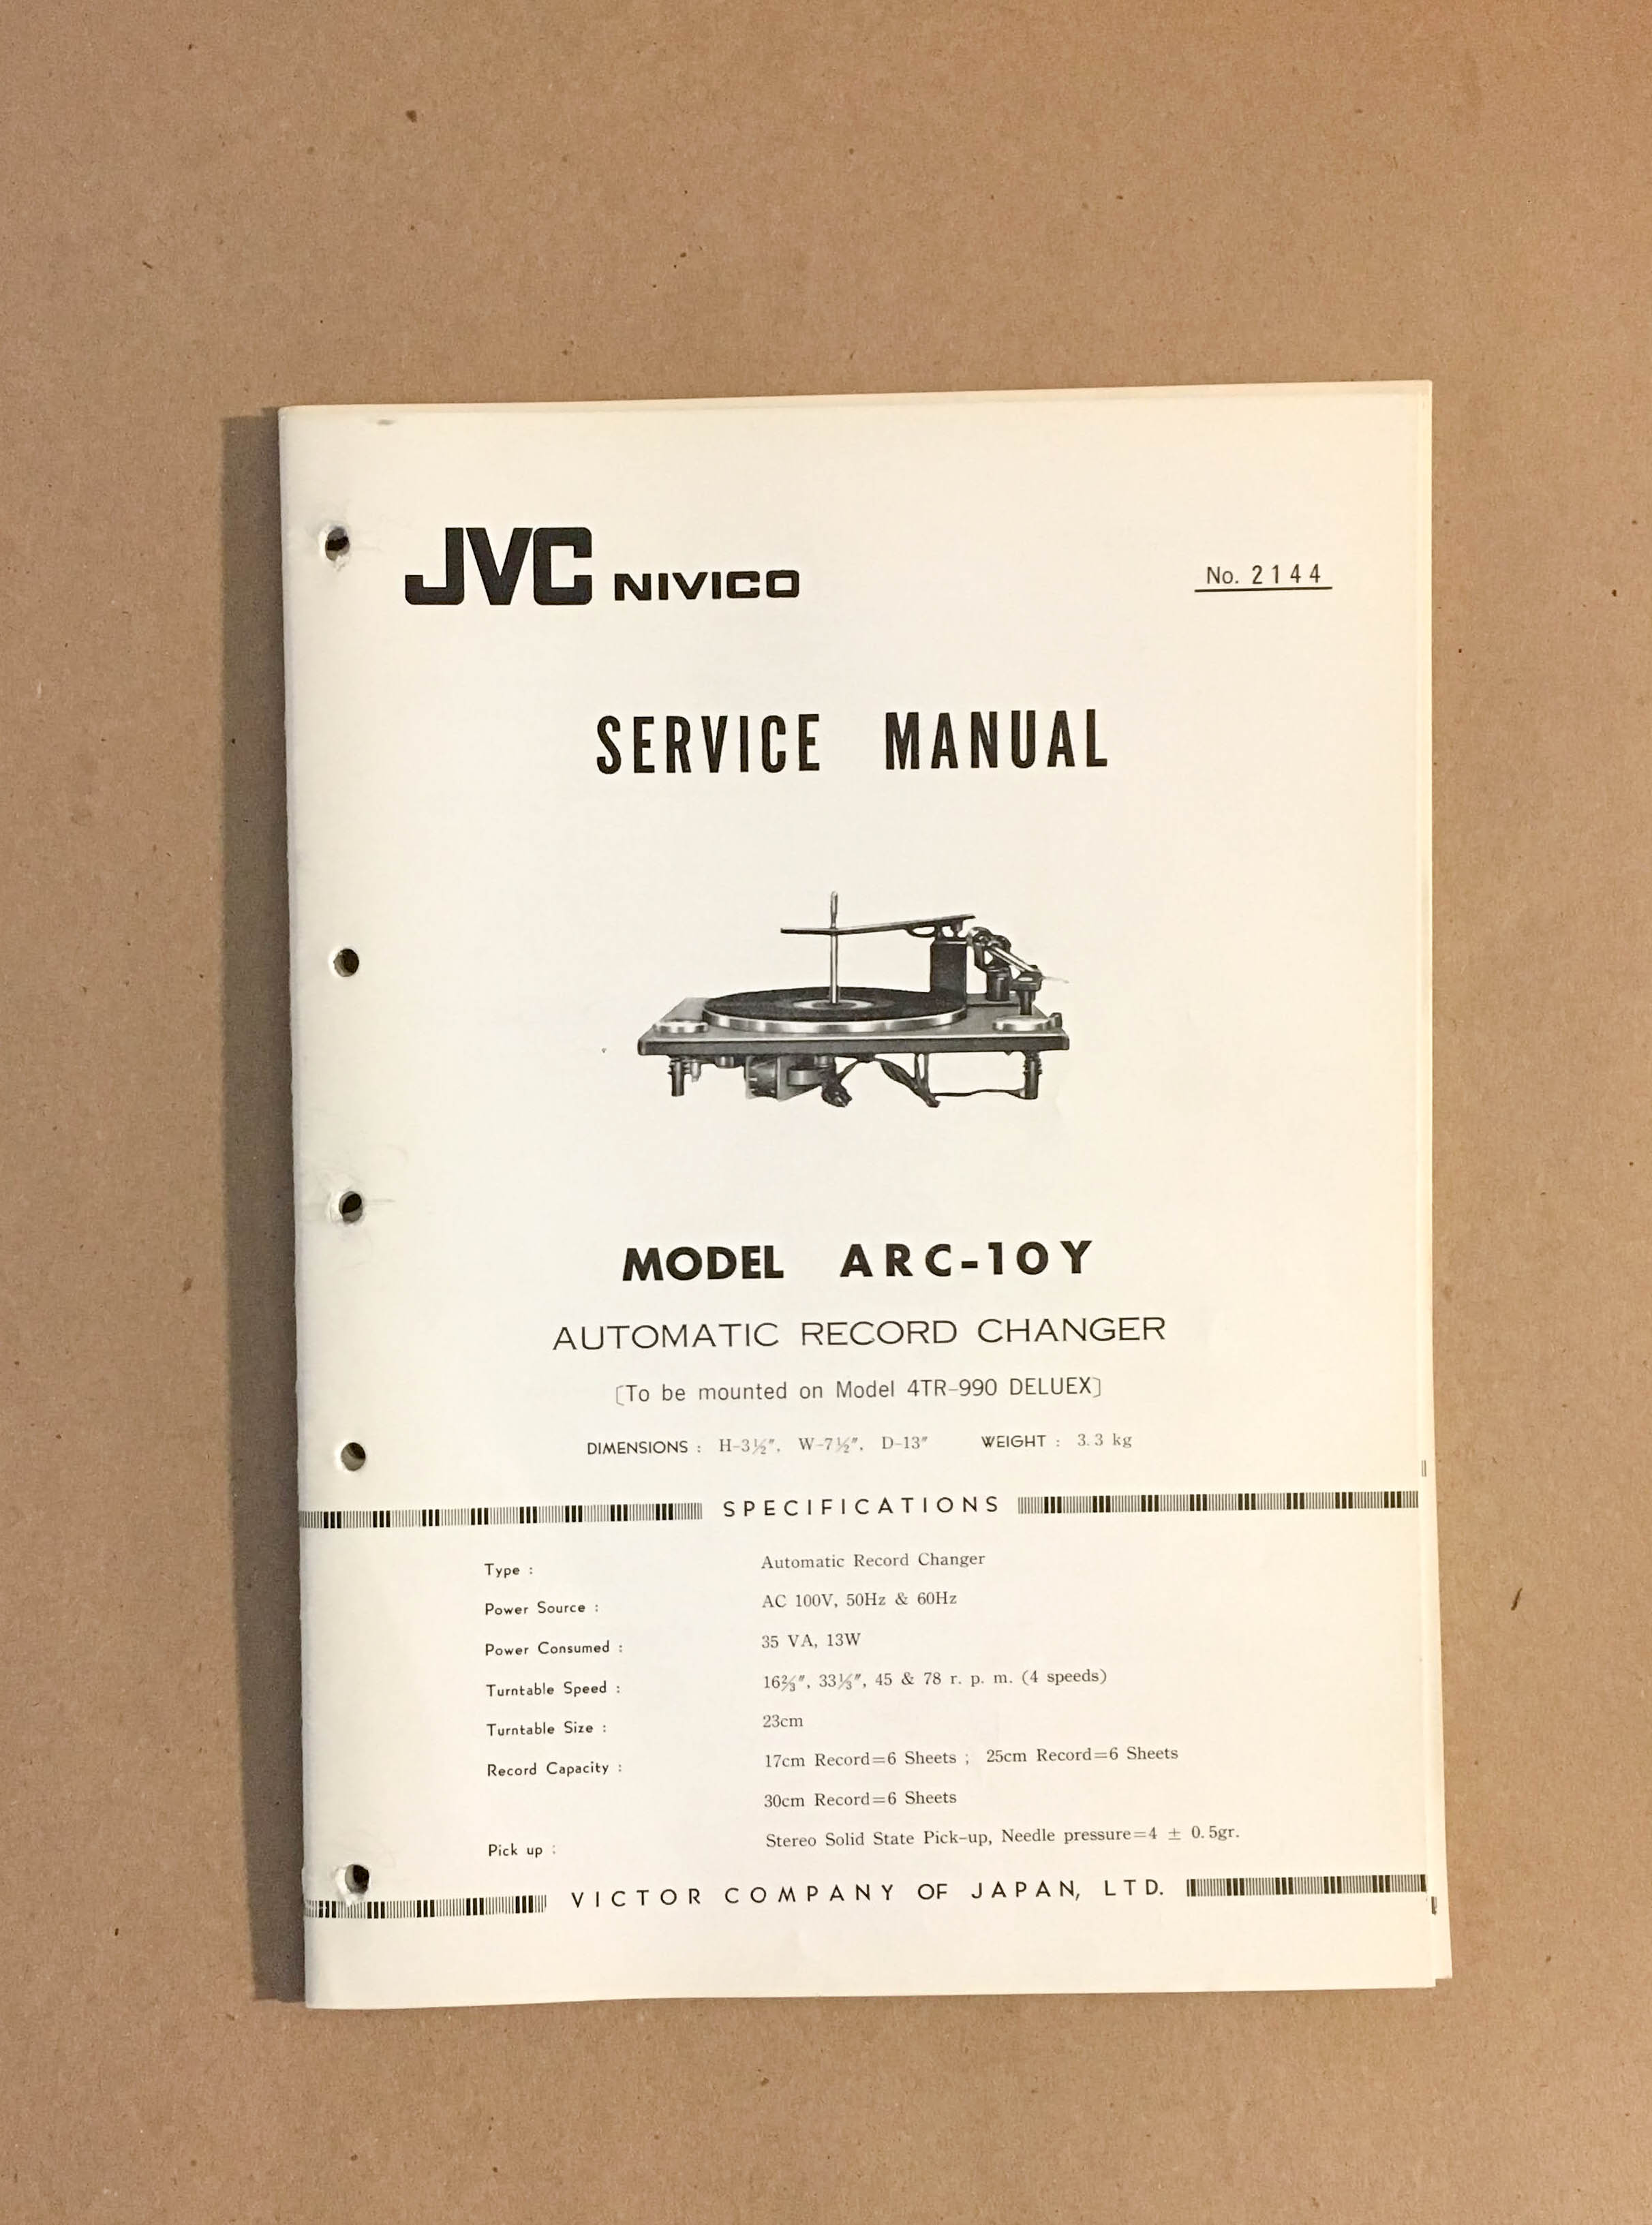 JVC NIVICO
No. 2144
SERVICE MANUAL
MODEL ARC-10Y
AUTOMATIC RECORD CHANGER
[To be mounted on Model 4TR-990 DELUEX]
DIMENSIONS : H-3½", W-7½", D-13" WEIGHT : 3.3 kg
SPECIFICATIONS
Type : Automatic Record Changer
Power Source : AC 100V, 50Hz & 60Hz
Power Consumed : 35 VA, 13W
Turntable Speed : 16⅔", 33⅓", 45 & 78 r. p. m. (4 speeds)
Turntable Size : 23cm
Record Capacity : 17cm Record=6 Sheets ; 25cm Record=6 Sheets
30cm Record=6 Sheets
Pick up : Stereo Solid State Pick-up, Needle pressure=4 ± 0.5gr.
VICTOR COMPANY OF JAPAN, LTD.